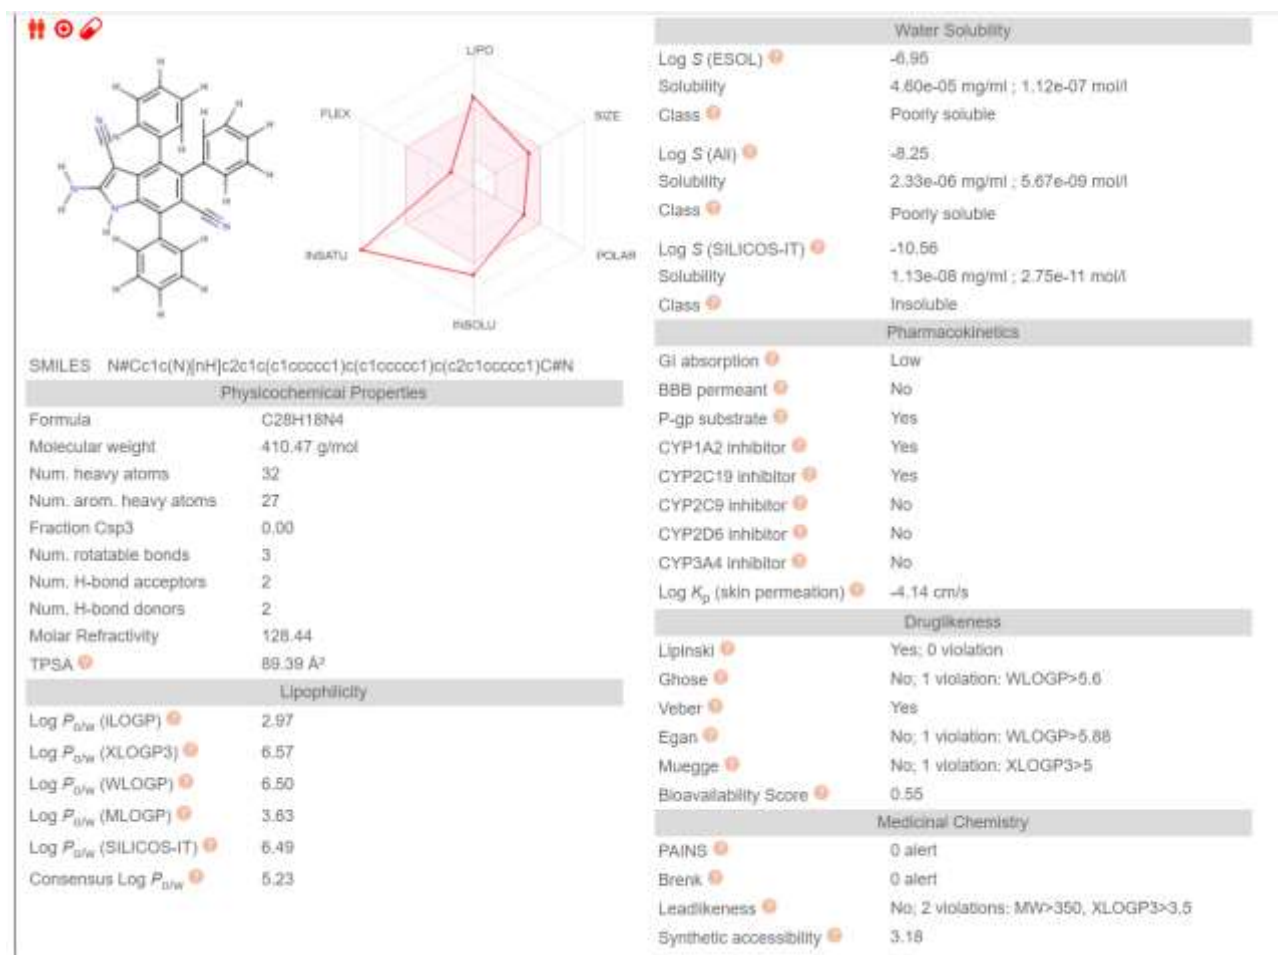 LIPO
FLEX
SIZE
INSATU
POLAR
INSOLU
SMILES N#Cc1c(N)[nH]c2c1c(c1ccccc1)c(c1ccccc1)c(c2c1ccccc1)C#N
Physicochemical Properties
Formula C28H18N4
Molecular weight 410.47 g/mol
Num. heavy atoms 32
Num. arom. heavy atoms 27
Fraction Csp3 0.00
Num. rotatable bonds 3
Num. H-bond acceptors 2
Num. H-bond donors 2
Molar Refractivity 128.44
TPSA ? 89.39 Å²
Lipophilicity
Log Po/w (iLOGP) ? 2.97
Log Po/w (XLOGP3) ? 6.57
Log Po/w (WLOGP) ? 6.50
Log Po/w (MLOGP) ? 3.63
Log Po/w (SILICOS-IT) ? 6.49
Consensus Log Po/w ? 5.23
Water Solubility
Log S (ESOL) ? -6.95
Solubility 4.60e-05 mg/ml ; 1.12e-07 mol/l
Class ? Poorly soluble
Log S (Ali) ? -8.25
Solubility 2.33e-06 mg/ml ; 5.67e-09 mol/l
Class ? Poorly soluble
Log S (SILICOS-IT) ? -10.56
Solubility 1.13e-08 mg/ml ; 2.75e-11 mol/l
Class ? Insoluble
Pharmacokinetics
GI absorption ? Low
BBB permeant ? No
P-gp substrate ? Yes
CYP1A2 inhibitor ? Yes
CYP2C19 inhibitor ? Yes
CYP2C9 inhibitor ? No
CYP2D6 inhibitor ? No
CYP3A4 inhibitor ? No
Log Kp (skin permeation) ? -4.14 cm/s
Druglikeness
Lipinski ? Yes; 0 violation
Ghose ? No; 1 violation: WLOGP>5.6
Veber ? Yes
Egan ? No; 1 violation: WLOGP>5.88
Muegge ? No; 1 violation: XLOGP3>5
Bioavailability Score ? 0.55
Medicinal Chemistry
PAINS ? 0 alert
Brenk ? 0 alert
Leadlikeness ? No; 2 violations: MW>350, XLOGP3>3.5
Synthetic accessibility ? 3.18